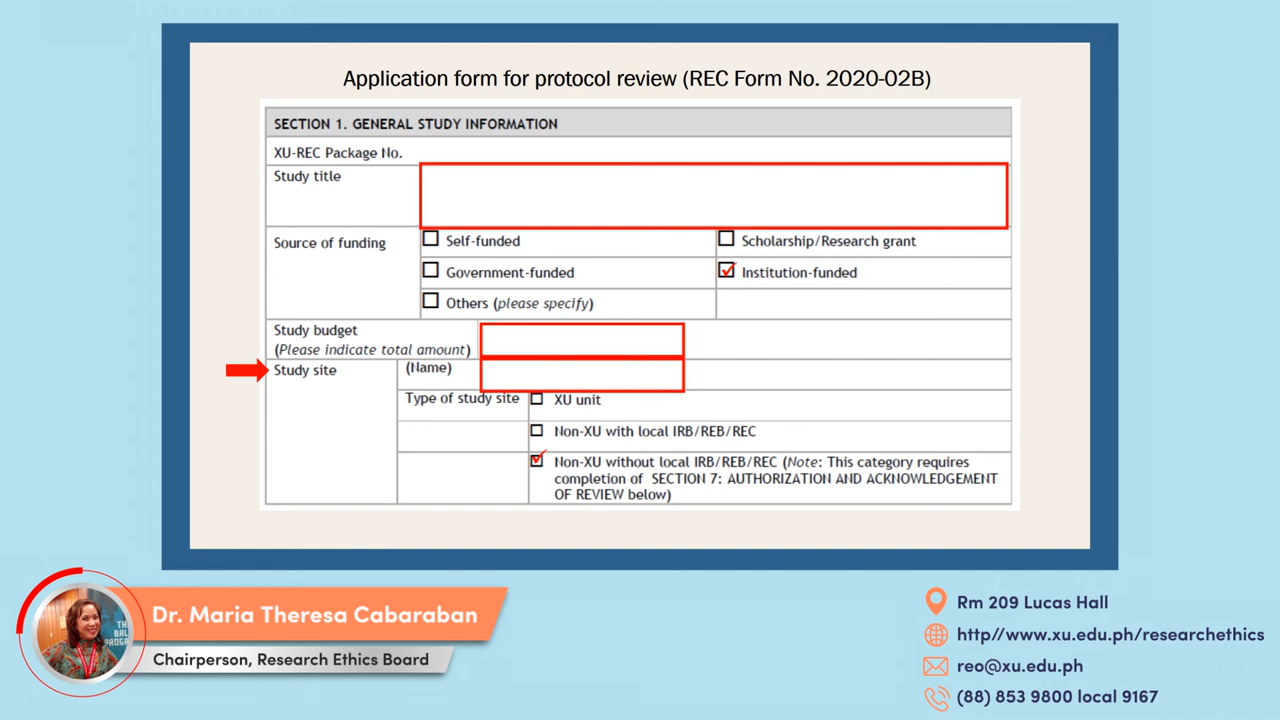 Application form for protocol review (REC Form No. 2020-02B)
SECTION 1. GENERAL STUDY INFORMATION
XU-REC Package No.
Study title
Source of funding
Self-funded
Scholarship/Research grant
Government-funded
Institution-funded
Others (please specify)
Study budget
(Please indicate total amount)
Study site
(Name)
Type of study site
XU unit
Non-XU with local IRB/REB/REC
Non-XU without local IRB/REB/REC (Note: This category requires
completion of SECTION 7: AUTHORIZATION AND ACKNOWLEDGEMENT
OF REVIEW below)
Dr. Maria Theresa Cabaraban
Chairperson, Research Ethics Board
Rm 209 Lucas Hall
http//www.xu.edu.ph/researchethics
reo@xu.edu.ph
(88) 853 9800 local 9167